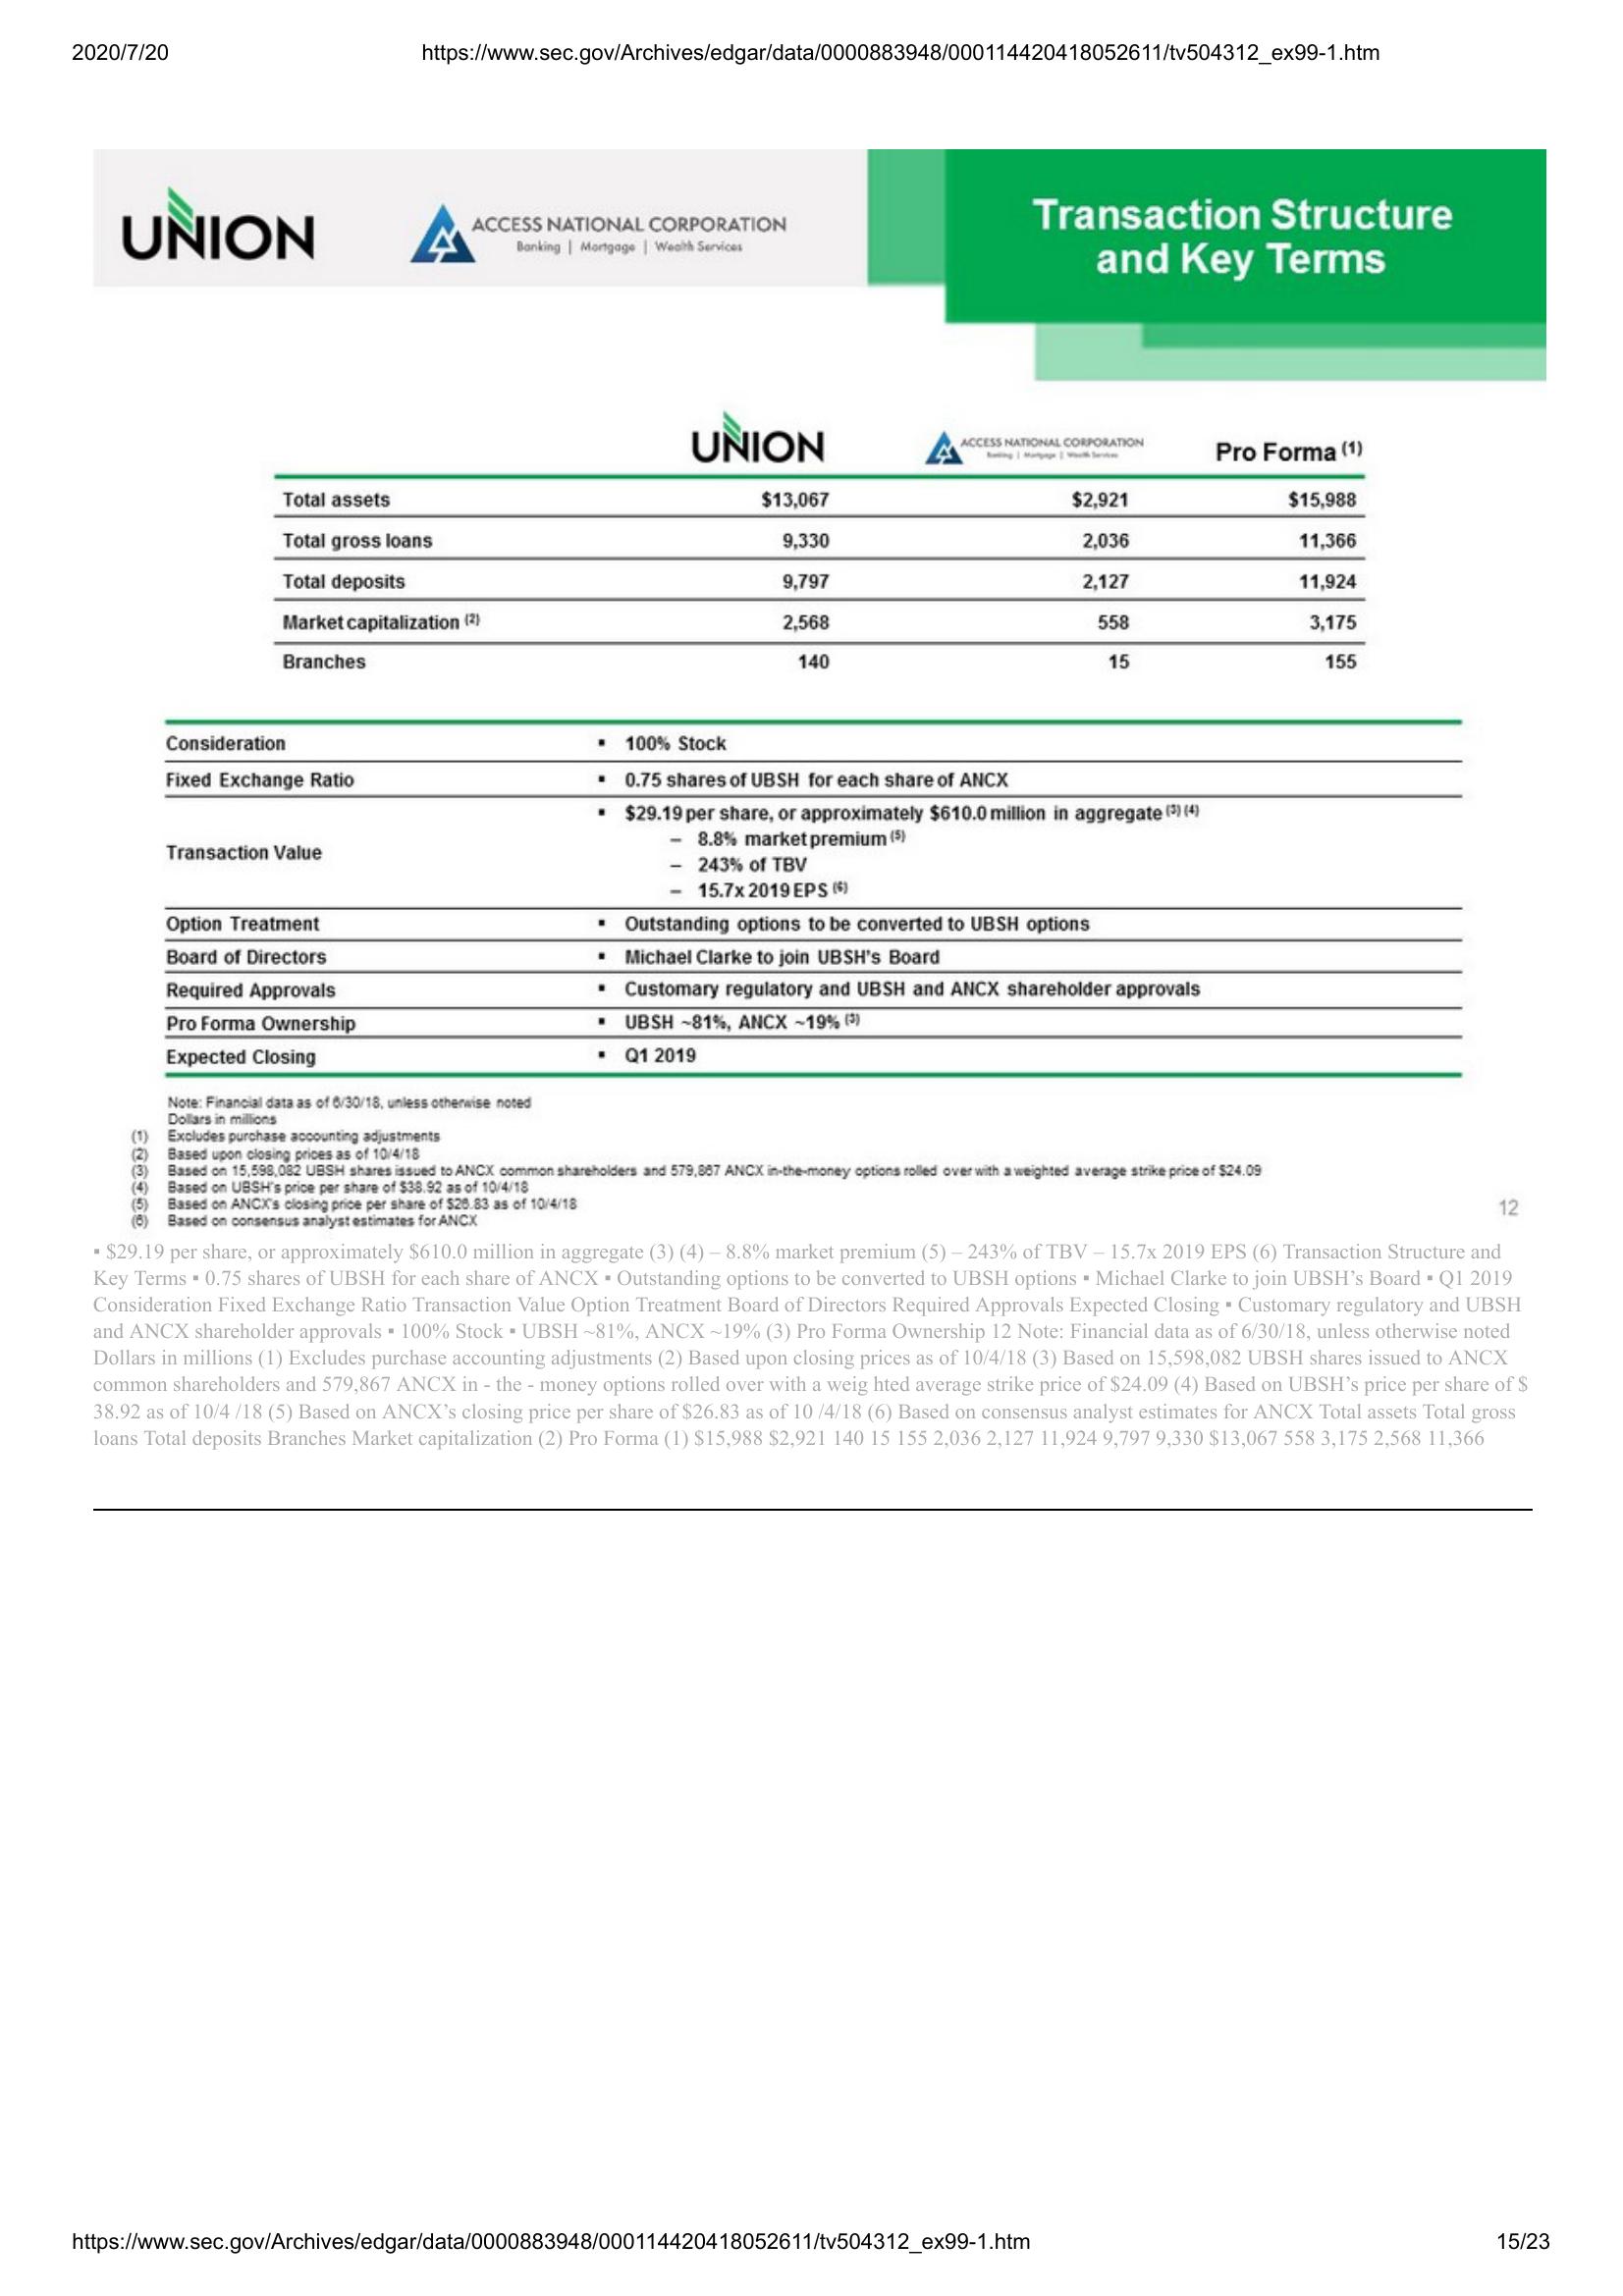 2020/7/20 https://www.sec.gov/Archives/edgar/data/0000883948/000114420418052611/tv504312_ex99-1.htm
UNION ACCESS NATIONAL CORPORATION
Banking | Mortgage | Wealth Services
Transaction Structure
and Key Terms
UNION ACCESS NATIONAL CORPORATION Pro Forma (1)
Banking | Mortgage | Wealth Services
Total assets $13,067 $2,921 $15,988
Total gross loans 9,330 2,036 11,366
Total deposits 9,797 2,127 11,924
Market capitalization (2) 2,568 558 3,175
Branches 140 15 155
Consideration ▪ 100% Stock
Fixed Exchange Ratio ▪ 0.75 shares of UBSH for each share of ANCX
Transaction Value ▪ $29.19 per share, or approximately $610.0 million in aggregate (3) (4)
– 8.8% market premium (5)
– 243% of TBV
– 15.7x 2019 EPS (6)
Option Treatment ▪ Outstanding options to be converted to UBSH options
Board of Directors ▪ Michael Clarke to join UBSH's Board
Required Approvals ▪ Customary regulatory and UBSH and ANCX shareholder approvals
Pro Forma Ownership ▪ UBSH ~81%, ANCX ~19% (3)
Expected Closing ▪ Q1 2019
Note: Financial data as of 6/30/18, unless otherwise noted
Dollars in millions
(1) Excludes purchase accounting adjustments
(2) Based upon closing prices as of 10/4/18
(3) Based on 15,598,082 UBSH shares issued to ANCX common shareholders and 579,867 ANCX in-the-money options rolled over with a weighted average strike price of $24.09
(4) Based on UBSH's price per share of $38.92 as of 10/4/18
(5) Based on ANCX's closing price per share of $26.83 as of 10/4/18
(6) Based on consensus analyst estimates for ANCX
12
▪ $29.19 per share, or approximately $610.0 million in aggregate (3) (4) – 8.8% market premium (5) – 243% of TBV – 15.7x 2019 EPS (6) Transaction Structure and
Key Terms ▪ 0.75 shares of UBSH for each share of ANCX ▪ Outstanding options to be converted to UBSH options ▪ Michael Clarke to join UBSH’s Board ▪ Q1 2019
Consideration Fixed Exchange Ratio Transaction Value Option Treatment Board of Directors Required Approvals Expected Closing ▪ Customary regulatory and UBSH
and ANCX shareholder approvals ▪ 100% Stock ▪ UBSH ~81%, ANCX ~19% (3) Pro Forma Ownership 12 Note: Financial data as of 6/30/18, unless otherwise noted
Dollars in millions (1) Excludes purchase accounting adjustments (2) Based upon closing prices as of 10/4/18 (3) Based on 15,598,082 UBSH shares issued to ANCX
common shareholders and 579,867 ANCX in - the - money options rolled over with a weig hted average strike price of $24.09 (4) Based on UBSH’s price per share of $
38.92 as of 10/4 /18 (5) Based on ANCX’s closing price per share of $26.83 as of 10 /4/18 (6) Based on consensus analyst estimates for ANCX Total assets Total gross
loans Total deposits Branches Market capitalization (2) Pro Forma (1) $15,988 $2,921 140 15 155 2,036 2,127 11,924 9,797 9,330 $13,067 558 3,175 2,568 11,366
https://www.sec.gov/Archives/edgar/data/0000883948/000114420418052611/tv504312_ex99-1.htm 15/23